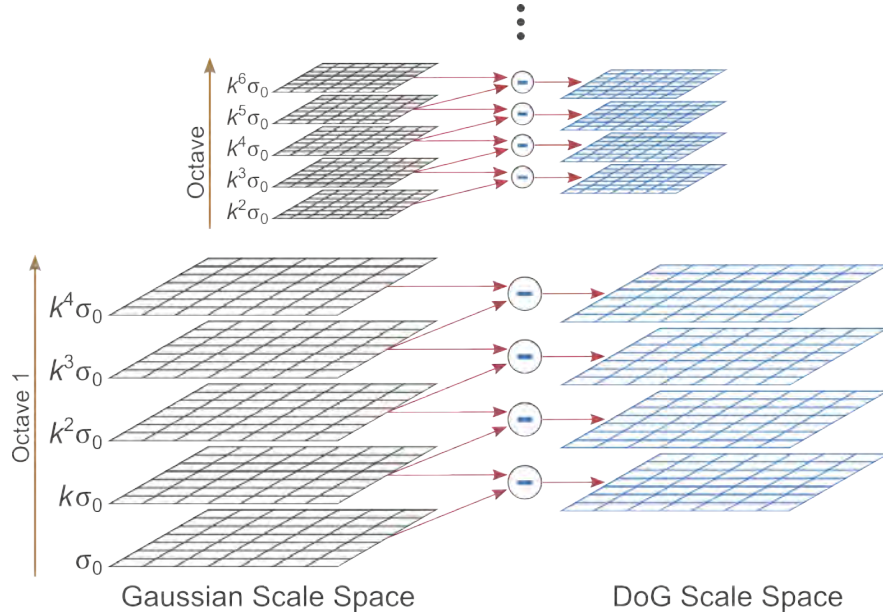 k⁶σ₀
k⁵σ₀
k⁴σ₀
k³σ₀
k²σ₀
Octave
k⁴σ₀
k³σ₀
k²σ₀
kσ₀
σ₀
Octave 1
Gaussian Scale Space
DoG Scale Space